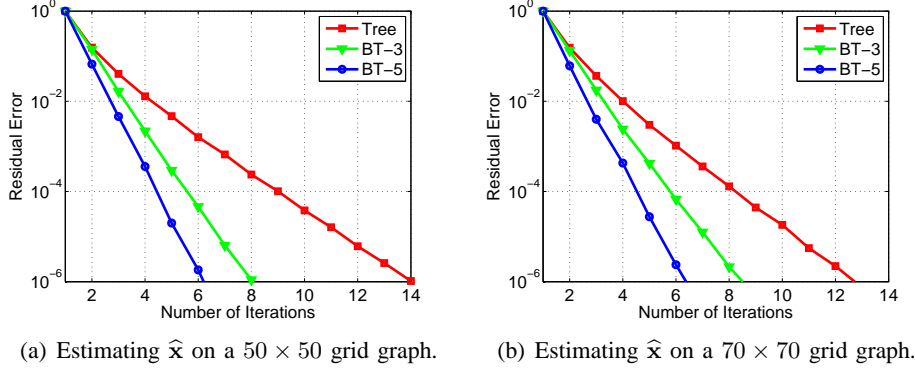 10^0
10^-2
10^-4
10^-6
Residual Error
Tree
BT-3
BT-5
2 4 6 8 10 12 14
Number of Iterations
(a) Estimating x̂ on a 50 × 50 grid graph.
10^0
10^-2
10^-4
10^-6
Residual Error
Tree
BT-3
BT-5
2 4 6 8 10 12 14
Number of Iterations
(b) Estimating x̂ on a 70 × 70 grid graph.